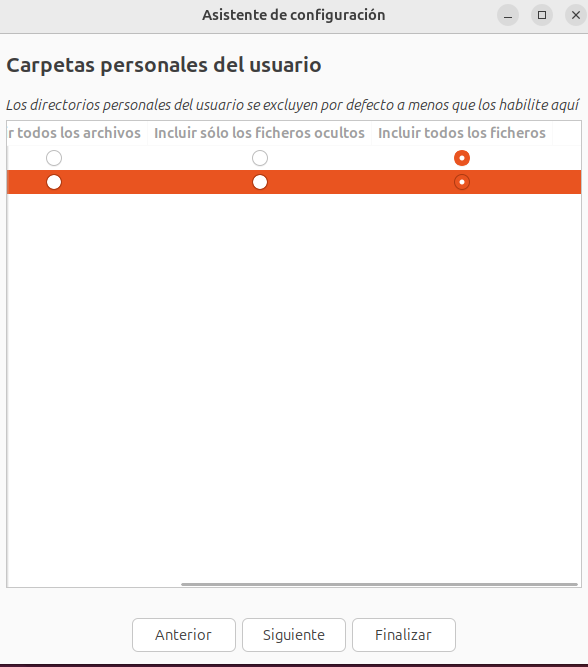 Asistente de configuración
Carpetas personales del usuario
Los directorios personales del usuario se excluyen por defecto a menos que los habilite aquí
r todos los archivos Incluir sólo los ficheros ocultos Incluir todos los ficheros
Anterior Siguiente Finalizar